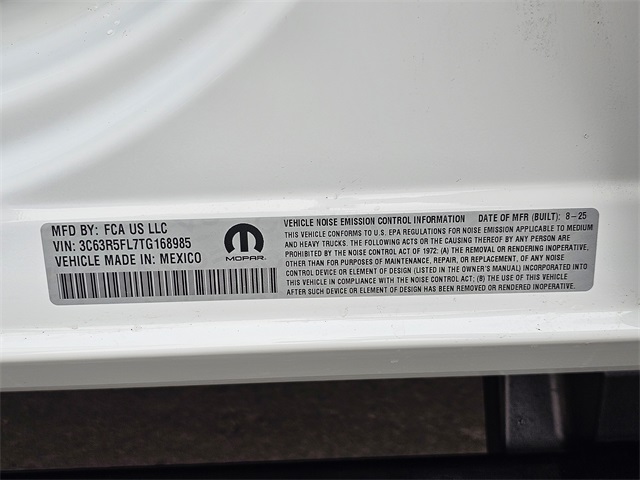 MFD BY: FCA US LLC
VIN: 3C63R5FL7TG168985
VEHICLE MADE IN: MEXICO
MOPAR.
VEHICLE NOISE EMISSION CONTROL INFORMATION DATE OF MFR (BUILT): 8-25
THIS VEHICLE CONFORMS TO U.S. EPA REGULATIONS FOR NOISE EMISSION APPLICABLE TO MEDIUM
AND HEAVY TRUCKS. THE FOLLOWING ACTS OR THE CAUSING THEREOF BY ANY PERSON ARE
PROHIBITED BY THE NOISE CONTROL ACT OF 1972: (A) THE REMOVAL OR RENDERING INOPERATIVE,
OTHER THAN FOR PURPOSES OF MAINTENANCE, REPAIR, OR REPLACEMENT, OF ANY NOISE CONTROL
DEVICE OR ELEMENT OF DESIGN (LISTED IN THE OWNER'S MANUAL) INCORPORATED INTO
THIS VEHICLE IN COMPLIANCE WITH THE NOISE CONTROL ACT; (B) THE USE OF THIS VEHICLE
AFTER SUCH DEVICE OR ELEMENT OF DESIGN HAS BEEN REMOVED OR RENDERED INOPERATIVE.